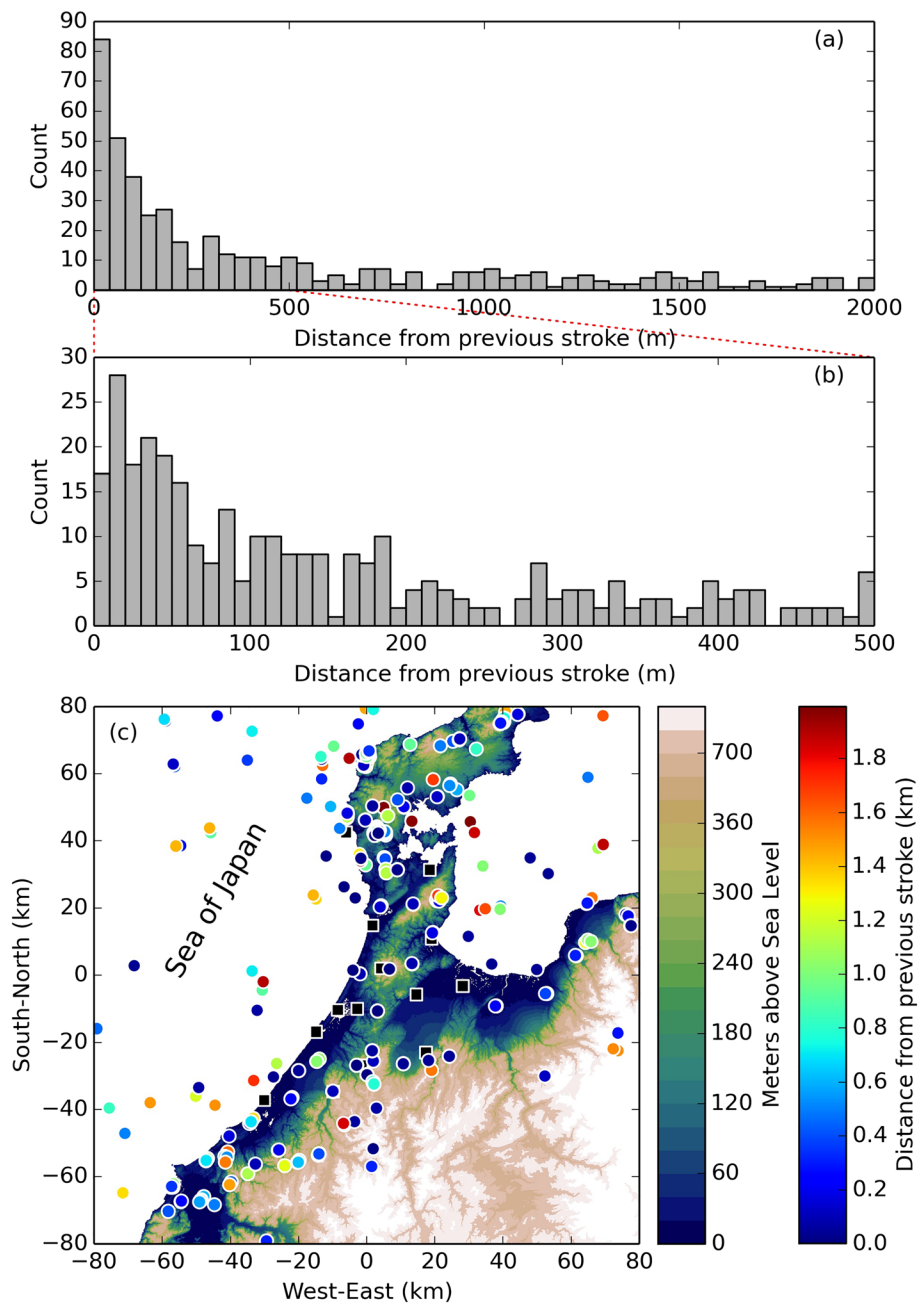 (a)
90
80
70
60
50
40
30
20
10
0
Count
0 500 1000 1500 2000
Distance from previous stroke (m)
(b)
30
25
20
15
10
5
0
Count
0 100 200 300 400 500
Distance from previous stroke (m)
(c)
80
60
40
20
0
−20
−40
−60
−80
South-North (km)
Sea of Japan
−80 −60 −40 −20 0 20 40 60 80
West-East (km)
700
360
300
240
180
120
60
0
Meters above Sea Level
1.8
1.6
1.4
1.2
1.0
0.8
0.6
0.4
0.2
0.0
Distance from previous stroke (km)